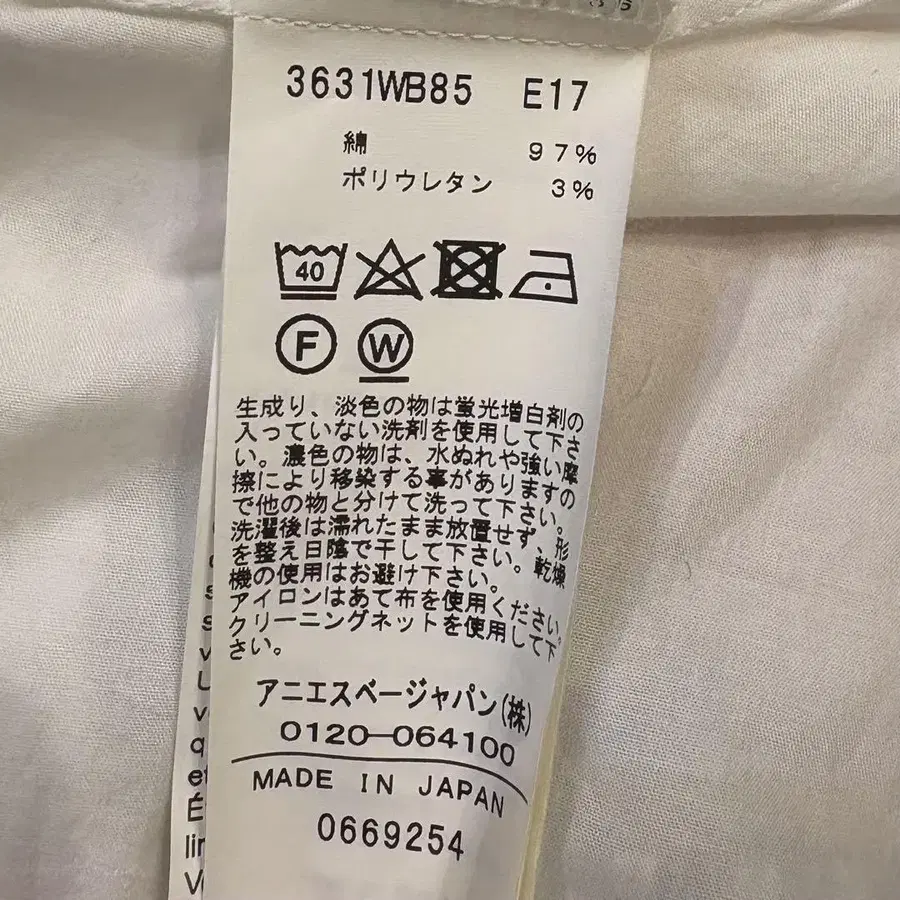 3631WB85 E17
綿 97%
ポリウレタン 3%
40
F W
生成り、淡色の物は蛍光増白剤の
入っていない洗剤を使用して下さ
い。濃色の物は、水ぬれや強い摩
擦により移染する事がありますの
で他の物と分けて洗って下さい。
洗濯後は濡れたまま放置せず、形
を整え日陰で干して下さい。乾燥
機の使用はお避け下さい。
アイロンはあて布を使用ください。
クリーニングネットを使用して下
さい。
アニエスベージャパン(株)
0120-064100
MADE IN JAPAN
0669254